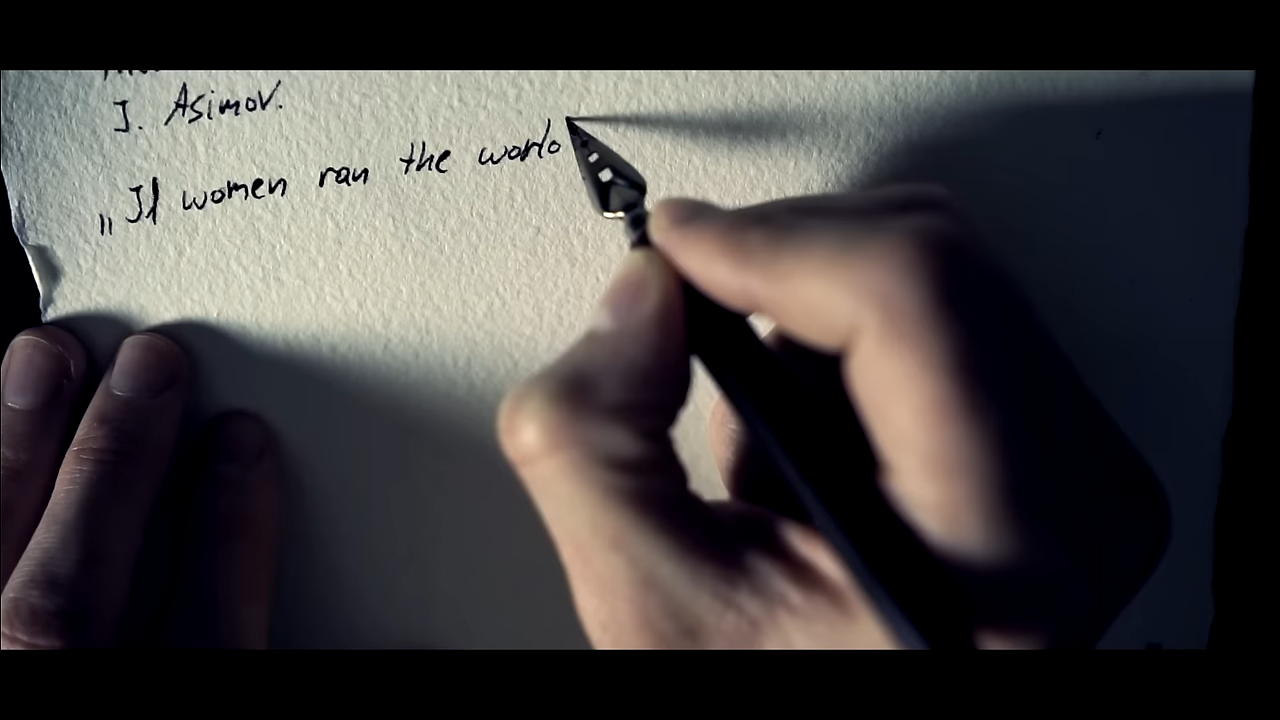 J. Asimov.
„If women ran the world